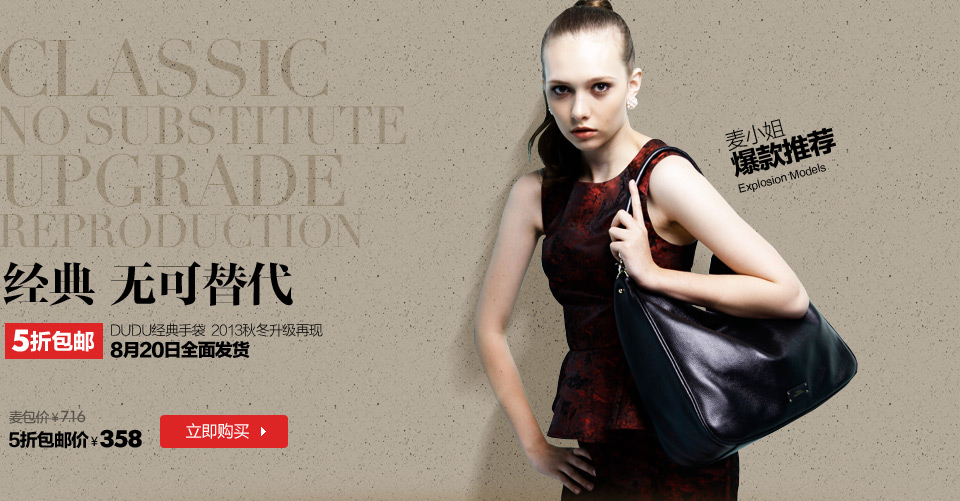 CLASSIC
NO SUBSTITUTE
UPGRADE
REPRODUCTION
经典 无可替代
5折包邮
DUDU经典手袋 2013秋冬升级再现
8月20日全面发货
麦包价¥716
5折包邮价¥358
立即购买
麦小姐
爆款推荐
Explosion Models